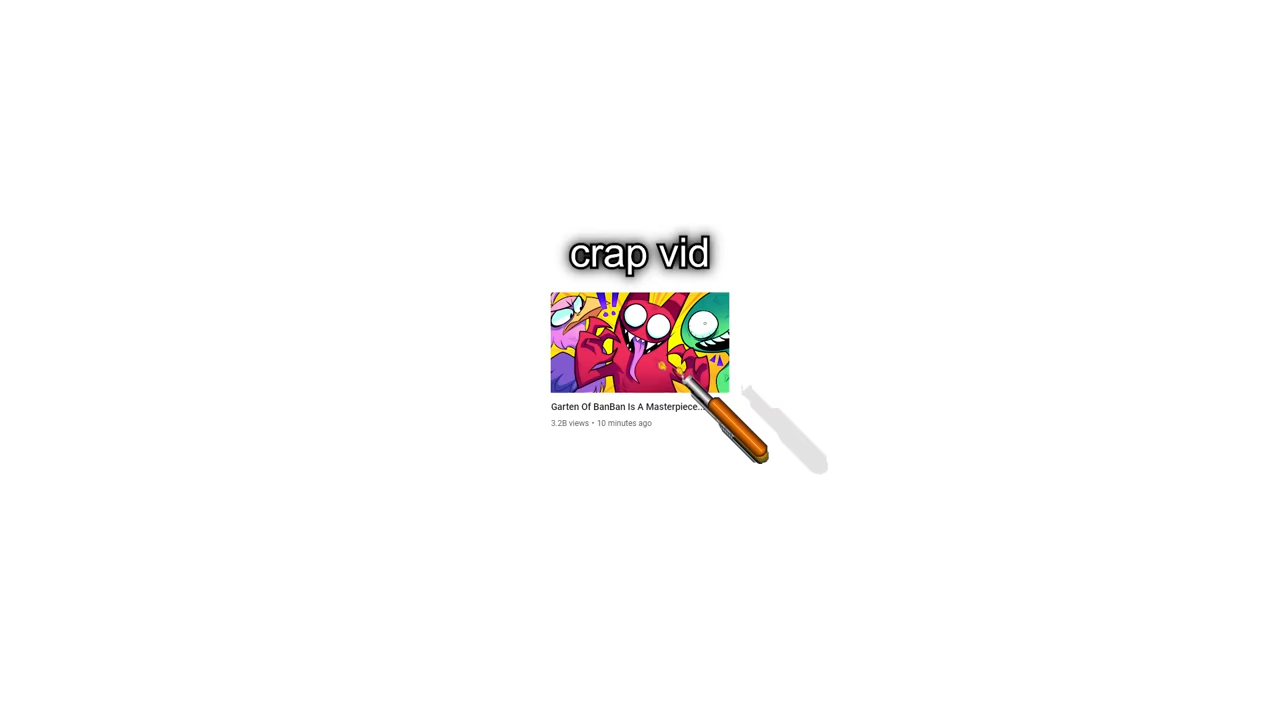 crap vid
Garten Of BanBan Is A Masterpiece...
3.2B views • 10 minutes ago